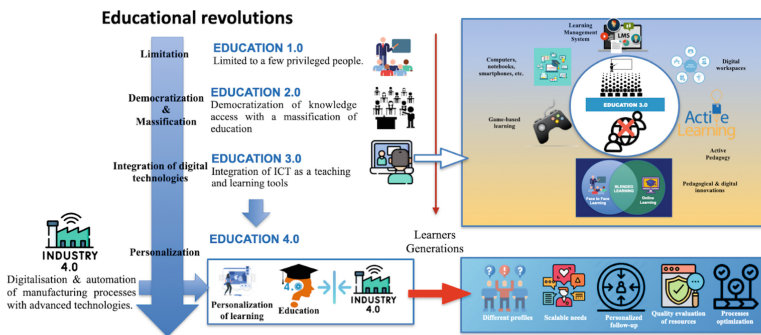 Educational revolutions
Limitation
EDUCATION 1.0
Limited to a few privileged people.
Democratization
&
Massification
EDUCATION 2.0
Democratization of knowledge
access with a massification of
education
Integration of digital
technologies
EDUCATION 3.0
Integration of ICT as a teaching
and learning tools
INDUSTRY
4.0
Digitalisation & automation
of manufacturing processes
with advanced technologies.
Personalization
EDUCATION 4.0
Personalization
of learning
4.0
Education
INDUSTRY
4.0
Learners
Generations
Learning
Management
System
LMS
Computers,
notebooks,
smartphones, etc.
Digital
workspaces
EDUCATION 3.0
Game-based
learning
Active
Learning
Active
Pedagogy
Face to Face
Learning
BLENDED
LEARNING
Online
Learning
Pedagogical & digital
innovations
Different profiles
Scalable needs
Personalized
follow-up
Quality evaluation
of resources
Processes
optimization